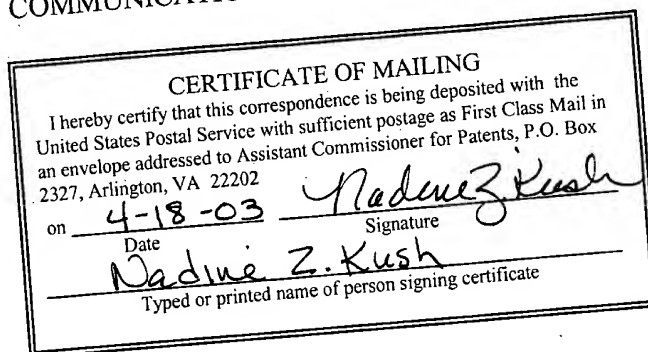 COMMUNICATIO
CERTIFICATE OF MAILING
I hereby certify that this correspondence is being deposited with the
United States Postal Service with sufficient postage as First Class Mail in
an envelope addressed to Assistant Commissioner for Patents, P.O. Box
2327, Arlington, VA 22202
on 4-18-03 Nadine Z Kush
Date Signature
Nadine Z. Kush
Typed or printed name of person signing certificate